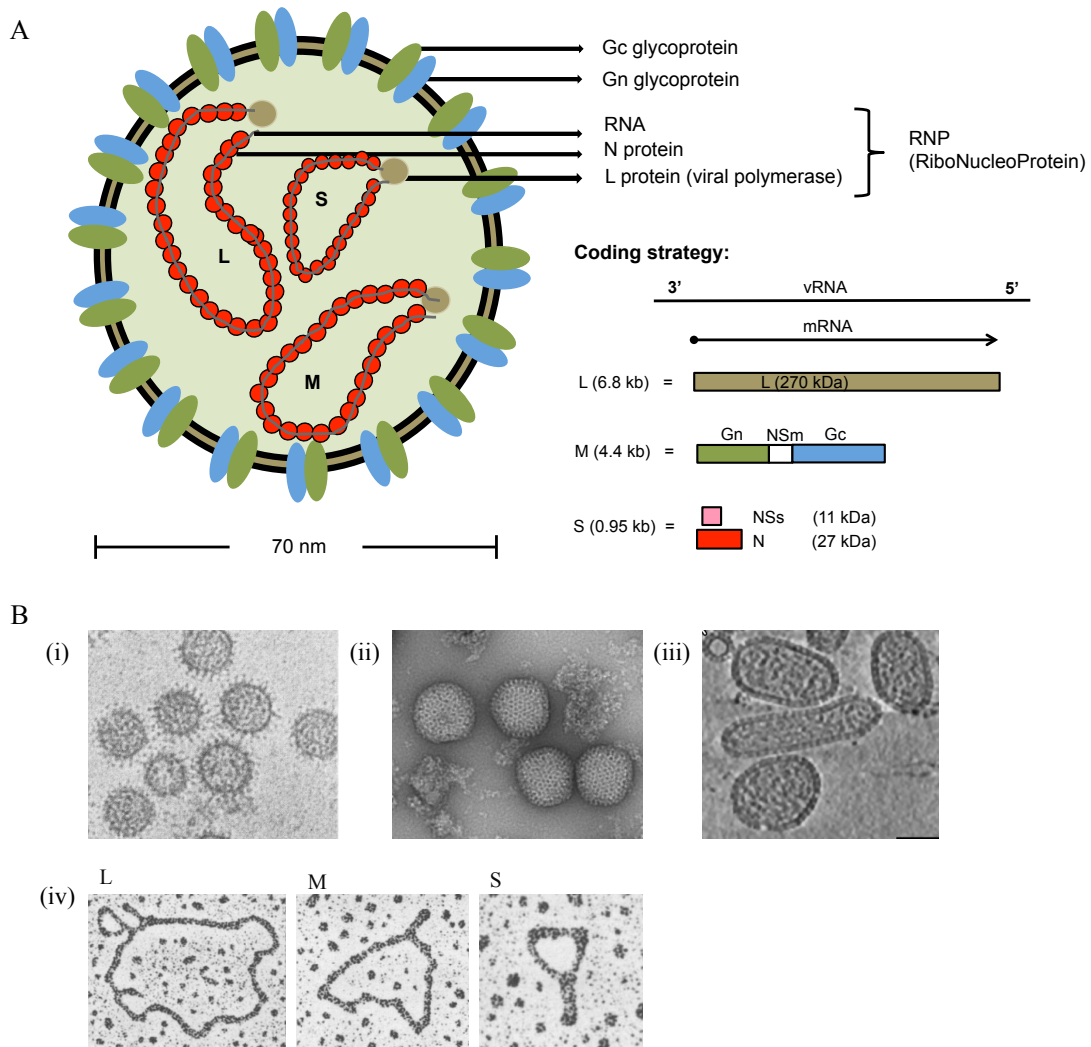 A
Gc glycoprotein
Gn glycoprotein
RNA
N protein
L protein (viral polymerase)
RNP
(RiboNucleoProtein)
S
L
M
70 nm
Coding strategy:
3’ vRNA 5’
mRNA
L (6.8 kb) = L (270 kDa)
Gn NSm Gc
M (4.4 kb) =
NSs (11 kDa)
S (0.95 kb) =
N (27 kDa)
B
(i) (ii) (iii)
L M S
(iv)